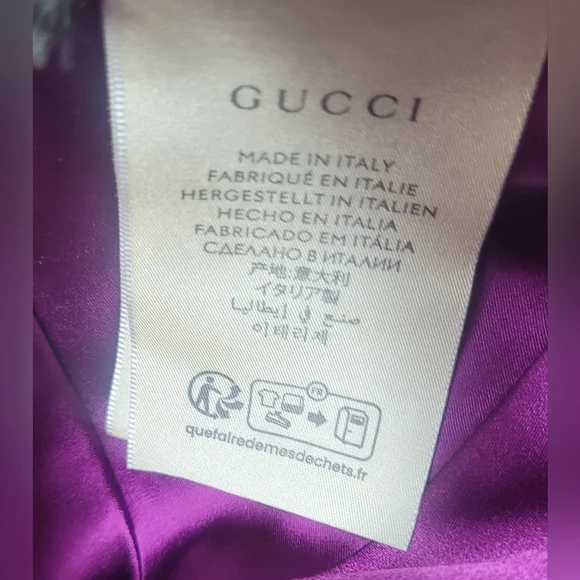 GUCCI
MADE IN ITALY
FABRIQUÉ EN ITALIE
HERGESTELLT IN ITALIEN
HECHO EN ITALIA
FABRICADO EM ITÁLIA
СДЕЛАНО В ИТАЛИИ
产地:意大利
イタリア製
صنع في إيطاليا
이태리제
FR
quefairedemesdechets.fr